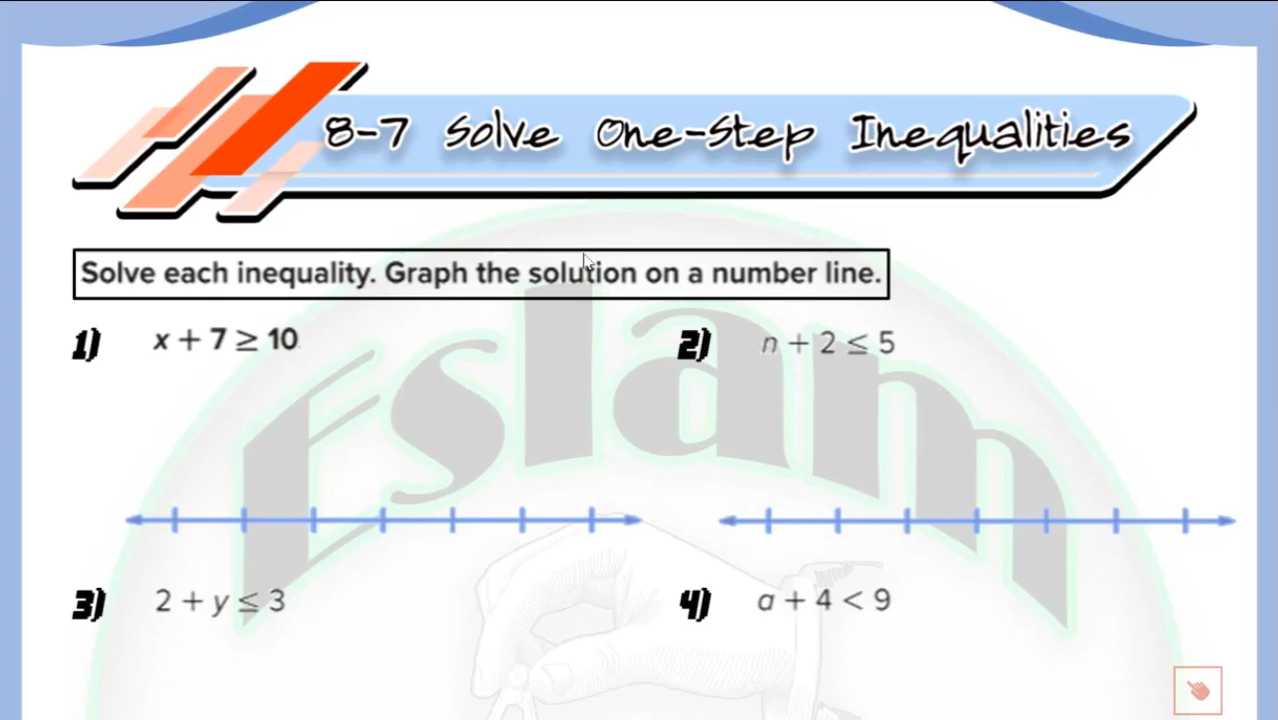 8-7 Solve One-Step Inequalities
Solve each inequality. Graph the solution on a number line.
1) x + 7 ≥ 10
2) n + 2 ≤ 5
Eslam
3) 2 + y ≤ 3
4) a + 4 < 9